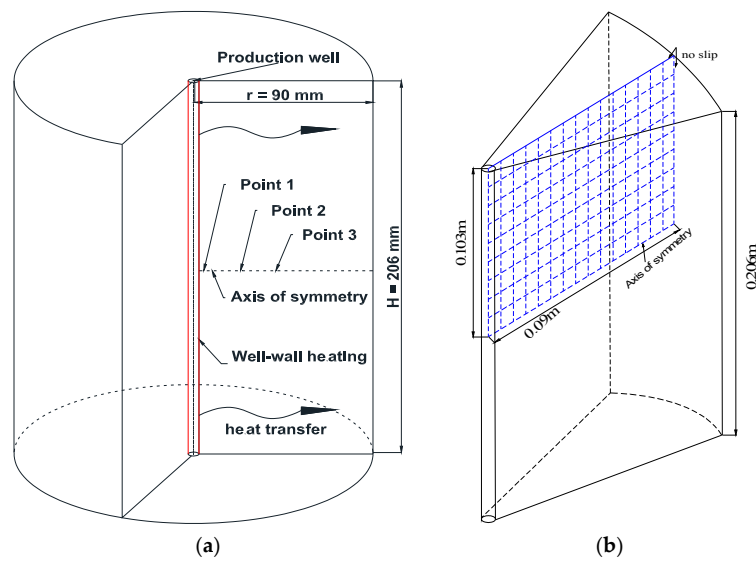 Production well
r = 90 mm
Point 1
Point 2
Point 3
Axis of symmetry
H = 206 mm
Well-wall heating
heat transfer
(a)
no slip
0.103m
0.206m
Axis of symmetry
0.09m
(b)